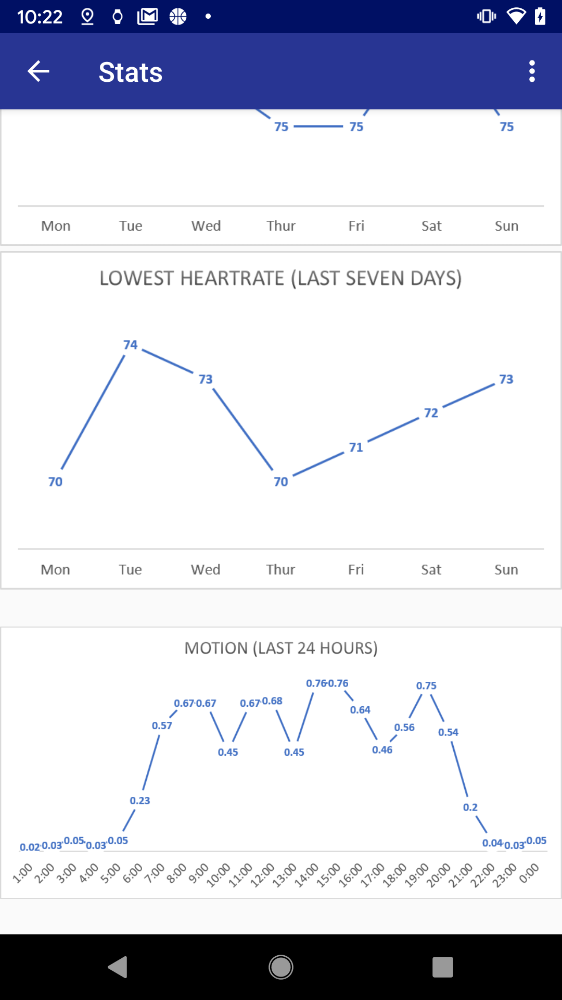 10:22
Stats
75 75 75
Mon Tue Wed Thur Fri Sat Sun
LOWEST HEARTRATE (LAST SEVEN DAYS)
74
73 73
72
71
70 70
Mon Tue Wed Thur Fri Sat Sun
MOTION (LAST 24 HOURS)
0.02 0.03 0.05 0.03 0.05 0.23 0.57 0.67 0.67 0.45 0.67 0.68 0.45 0.76 0.76 0.64 0.46 0.56 0.75 0.54 0.2 0.04 0.03 0.05
1:00 2:00 3:00 4:00 5:00 6:00 7:00 8:00 9:00 10:00 11:00 12:00 13:00 14:00 15:00 16:00 17:00 18:00 19:00 20:00 21:00 22:00 23:00 0:00